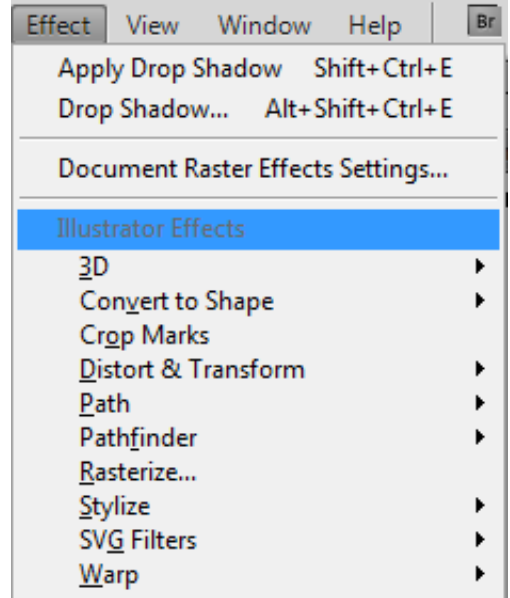 Effect View Window Help Br
Apply Drop Shadow Shift+Ctrl+E
Drop Shadow... Alt+Shift+Ctrl+E
Document Raster Effects Settings...
Illustrator Effects
3D
Convert to Shape
Crop Marks
Distort & Transform
Path
Pathfinder
Rasterize...
Stylize
SVG Filters
Warp